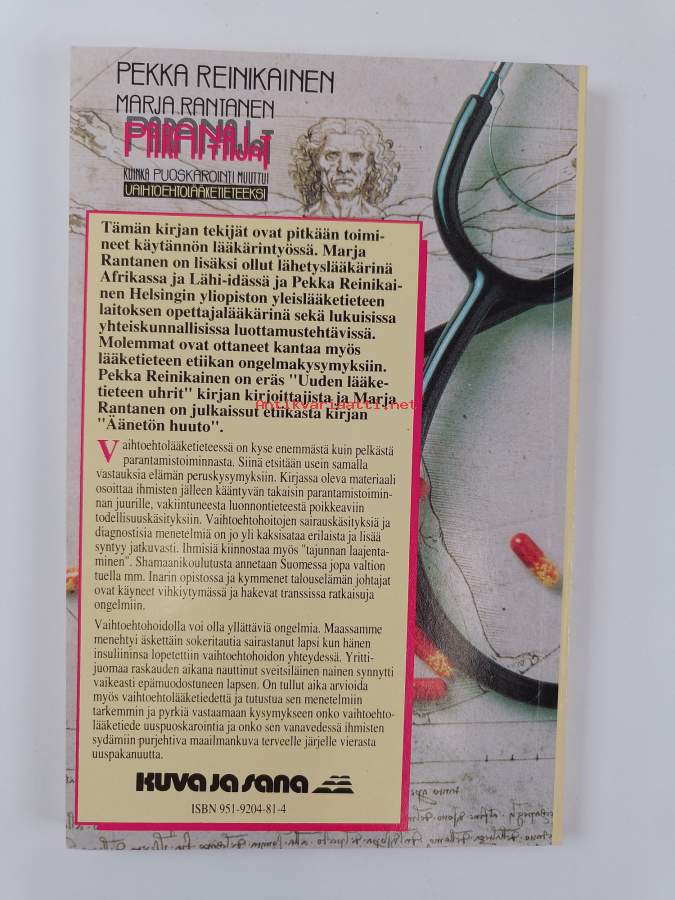 PEKKA REINIKAINEN
MARJA RANTANEN
PARANTAJAT
KUINKA PUOSKAROINTI MUUTTUI
VAIHTOEHTOLÄÄKETIETEEKSI
Tämän kirjan tekijät ovat pitkään toimi-
neet käytännön lääkärintyössä. Marja
Rantanen on lisäksi ollut lähetyslääkärinä
Afrikassa ja Lähi-idässä ja Pekka Reinikai-
nen Helsingin yliopiston yleislääketieteen
laitoksen opettajalääkärinä sekä lukuisissa
yhteiskunnallisissa luottamustehtävissä.
Molemmat ovat ottaneet kantaa myös
lääketieteen etiikan ongelmakysymyksiin.
Pekka Reinikainen on eräs "Uuden lääke-
tieteen uhrit" kirjan kirjoittajista ja Marja
Rantanen on julkaissut etiikasta kirjan
"Äänetön huuto".
Antikvariaatti.net
Vaihtoehtolääketieteessä on kyse enemmästä kuin pelkästä
parantamistoiminnasta. Siinä etsitään usein samalla
vastauksia elämän peruskysymyksiin. Kirjassa oleva materiaali
osoittaa ihmisten jälleen kääntyvän takaisin parantamistoimin-
nan juurille, vakiintuneesta luonnontieteestä poikkeaviin
todellisuuskäsityksiin. Vaihtoehtohoitojen sairauskäsityksiä ja
diagnostisia menetelmiä on jo yli kaksisataa erilaista ja lisää
syntyy jatkuvasti. Ihmisiä kiinnostaa myös "tajunnan laajenta-
minen". Shamaanikoulutusta annetaan Suomessa jopa valtion
tuella mm. Inarin opistossa ja kymmenet talouselämän johtajat
ovat käyneet vihkiytymässä ja hakevat transsissa ratkaisuja
ongelmiin.
Vaihtoehtohoidolla voi olla yllättäviä ongelmia. Maassamme
menehtyi äskettäin sokeritautia sairastanut lapsi kun hänen
insuliininsa lopetettiin vaihtoehtohoidon yhteydessä. Yrtti-
juomaa raskauden aikana nauttinut sveitsiläinen nainen synnytti
vaikeasti epämuodostuneen lapsen. On tullut aika arvioida
myös vaihtoehtolääketiedettä ja tutustua sen menetelmiin
tarkemmin ja pyrkiä vastaamaan kysymykseen onko vaihtoehto-
lääketiede uuspuoskarointia ja onko sen vanavedessä ihmisten
sydämiin purjehtiva maailmankuva terveelle järjelle vierasta
uuspakanuutta.
KUVA JA SANA
ISBN 951-9204-81-4